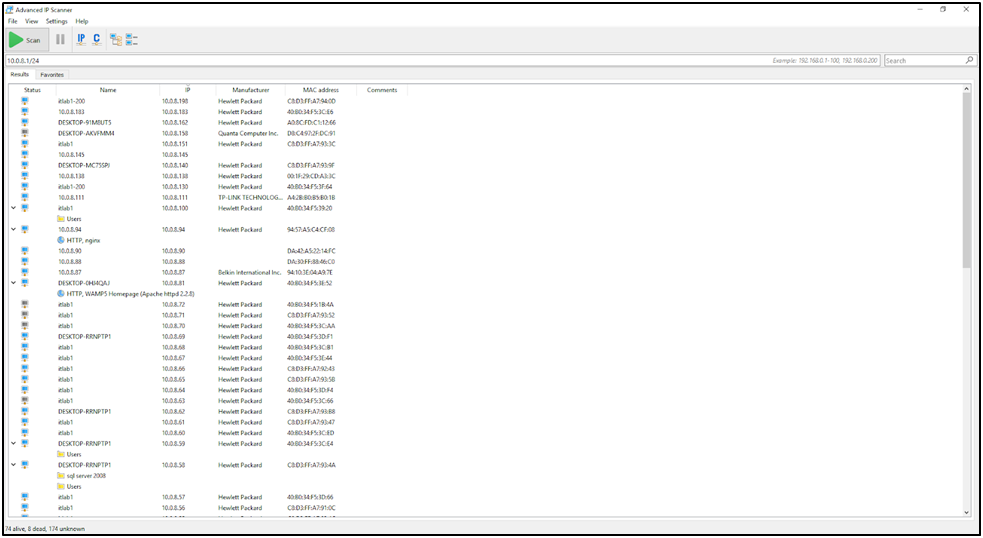 Advanced IP Scanner
File View Settings Help
Scan IP C
10.0.8.1/24 Example: 192.168.0.1-100, 192.168.0.200 Search
Results Favorites
Status Name IP Manufacturer MAC address Comments
itlab1-200 10.0.8.198 Hewlett Packard C8:D3:FF:A7:94:0D
10.0.8.183 10.0.8.183 Hewlett Packard 40:B0:34:F5:3C:E6
DESKTOP-91M8UT5 10.0.8.162 Hewlett Packard A0:8C:FD:C1:12:66
DESKTOP-AKVFMM4 10.0.8.158 Quanta Computer Inc. D8:C4:97:2F:DC:91
itlab1 10.0.8.151 Hewlett Packard C8:D3:FF:A7:93:3C
10.0.8.145 10.0.8.145
DESKTOP-MC75SPJ 10.0.8.140 Hewlett Packard C8:D3:FF:A7:93:9F
10.0.8.138 10.0.8.138 Hewlett Packard 00:1F:29:CD:A3:3C
itlab1-200 10.0.8.130 Hewlett Packard 40:B0:34:F5:3F:64
10.0.8.111 10.0.8.111 TP-LINK TECHNOLOG... A4:2B:B0:B5:B0:1B
itlab1 10.0.8.100 Hewlett Packard 40:B0:34:F5:39:20
Users
10.0.8.94 10.0.8.94 Hewlett Packard 94:57:A5:C4:CF:08
HTTP, nginx
10.0.8.90 10.0.8.90 DA:42:A5:22:14:FC
10.0.8.88 10.0.8.88 DA:30:FF:88:46:C0
10.0.8.87 10.0.8.87 Belkin International Inc. 94:10:3E:04:A9:7E
DESKTOP-0HJ4QAJ 10.0.8.81 Hewlett Packard 40:B0:34:F5:3E:52
HTTP, WAMP5 Homepage (Apache httpd 2.2.8)
itlab1 10.0.8.72 Hewlett Packard 40:B0:34:F5:1B:4A
itlab1 10.0.8.71 Hewlett Packard C8:D3:FF:A7:93:52
itlab1 10.0.8.70 Hewlett Packard 40:B0:34:F5:3C:AA
DESKTOP-RRNPTP1 10.0.8.69 Hewlett Packard 40:B0:34:F5:3D:F1
itlab1 10.0.8.68 Hewlett Packard 40:B0:34:F5:3C:B1
itlab1 10.0.8.67 Hewlett Packard 40:B0:34:F5:3E:44
itlab1 10.0.8.66 Hewlett Packard C8:D3:FF:A7:92:43
itlab1 10.0.8.65 Hewlett Packard C8:D3:FF:A7:93:5B
itlab1 10.0.8.64 Hewlett Packard 40:B0:34:F5:3D:F4
itlab1 10.0.8.63 Hewlett Packard 40:B0:34:F5:3C:66
DESKTOP-RRNPTP1 10.0.8.62 Hewlett Packard C8:D3:FF:A7:93:B8
itlab1 10.0.8.61 Hewlett Packard C8:D3:FF:A7:93:47
itlab1 10.0.8.60 Hewlett Packard 40:B0:34:F5:3C:ED
DESKTOP-RRNPTP1 10.0.8.59 Hewlett Packard 40:B0:34:F5:3C:E4
Users
DESKTOP-RRNPTP1 10.0.8.58 Hewlett Packard C8:D3:FF:A7:93:4A
sql server 2008
Users
itlab1 10.0.8.57 Hewlett Packard 40:B0:34:F5:3D:66
itlab1 10.0.8.56 Hewlett Packard C8:D3:FF:A7:91:0C
74 alive, 8 dead, 174 unknown